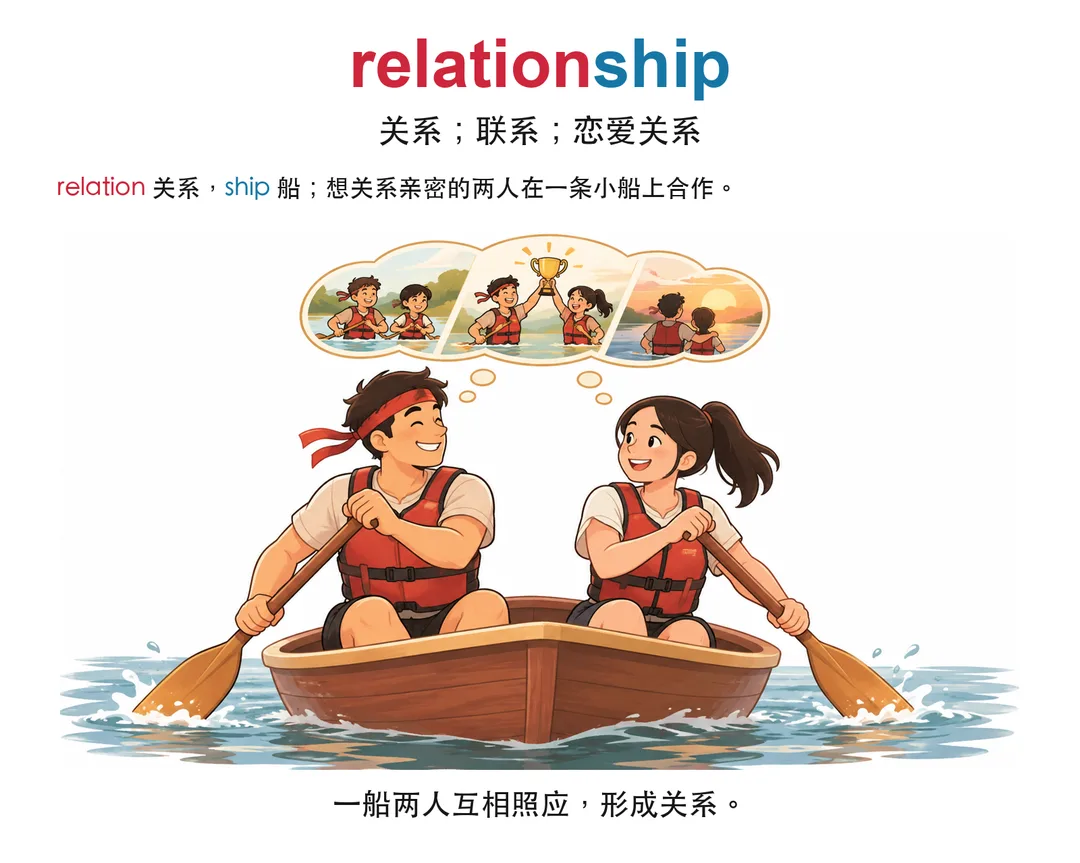 relationship
关系；联系；恋爱关系
relation 关系，ship 船；想关系亲密的两人在一条小船上合作。
一船两人互相照应，形成关系。